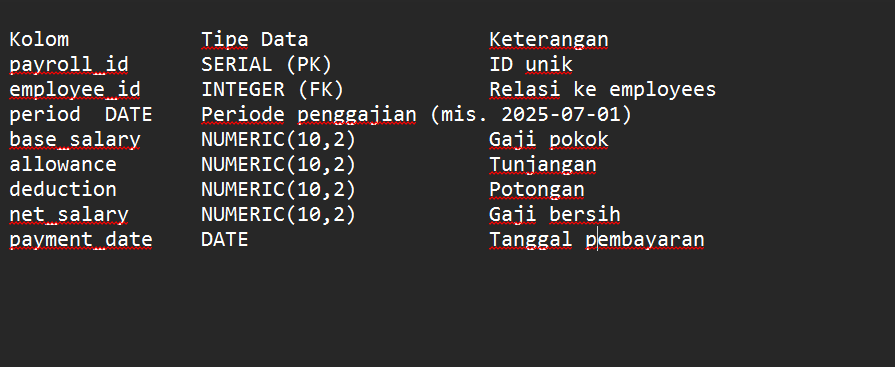 Kolom Tipe Data Keterangan
payroll_id SERIAL (PK) ID unik
employee_id INTEGER (FK) Relasi ke employees
period DATE Periode penggajian (mis. 2025-07-01)
base_salary NUMERIC(10,2) Gaji pokok
allowance NUMERIC(10,2) Tunjangan
deduction NUMERIC(10,2) Potongan
net_salary NUMERIC(10,2) Gaji bersih
payment_date DATE Tanggal pembayaran